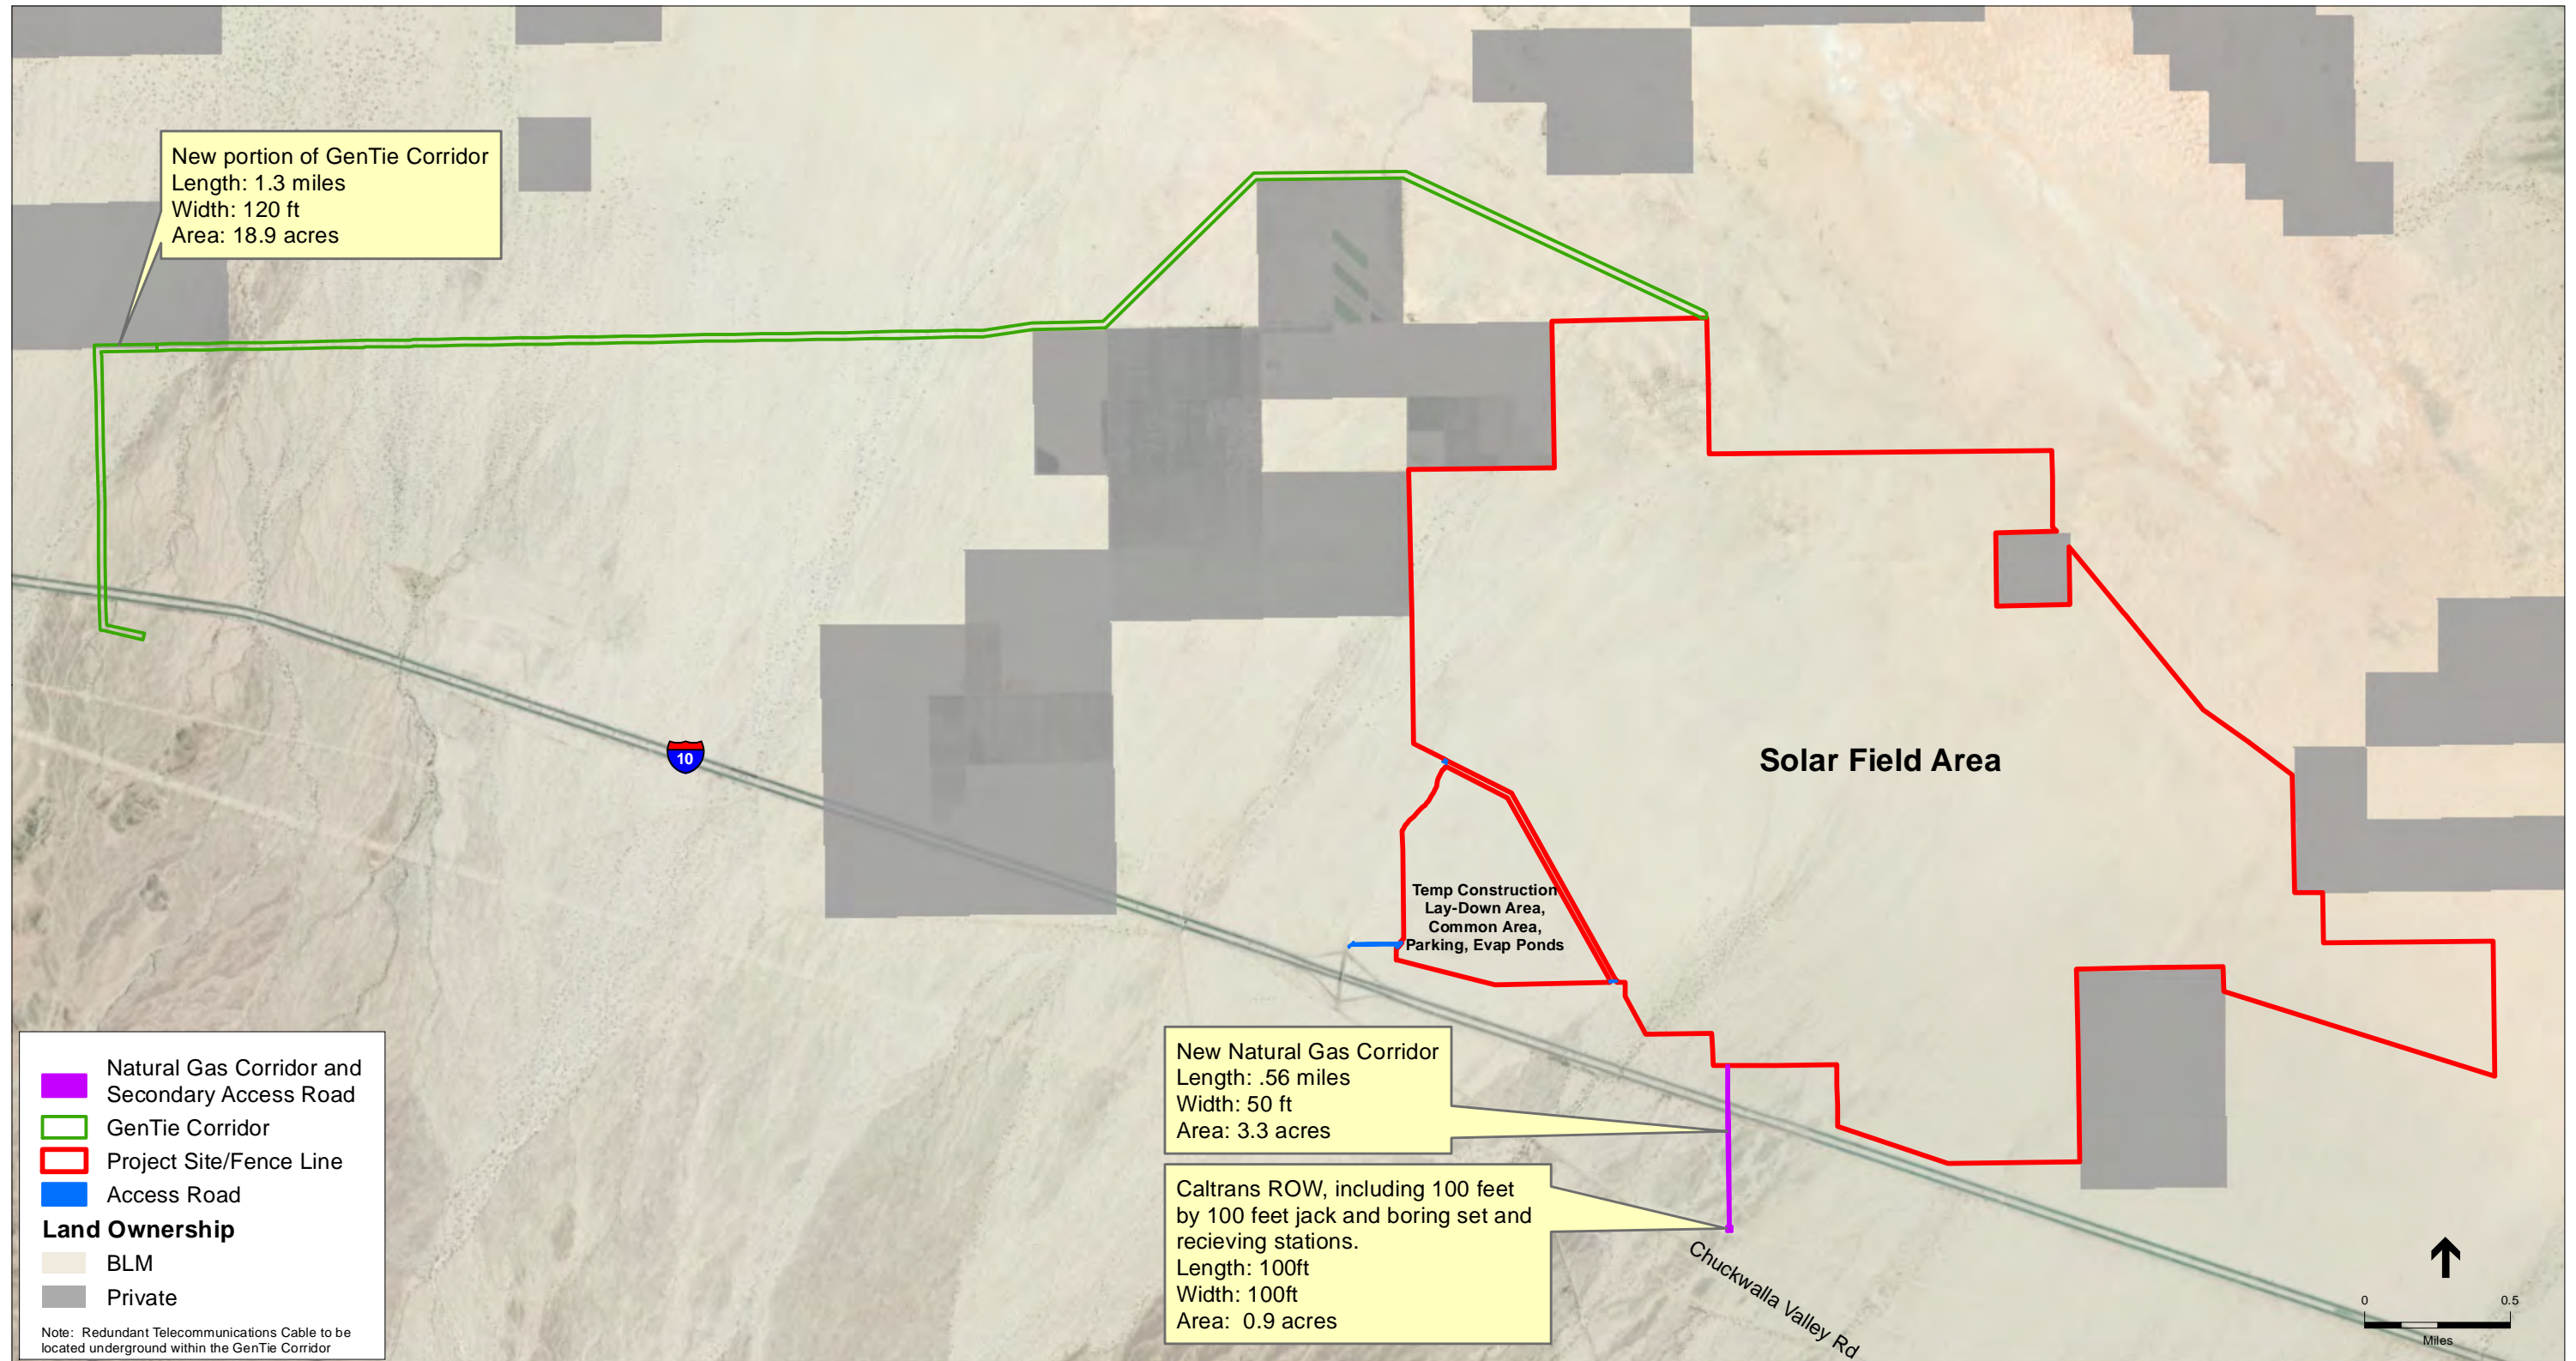 New portion of GenTie Corridor
Length: 1.3 miles
Width: 120 ft
Area: 18.9 acres
10
Solar Field Area
Temp Construction
Lay-Down Area,
Common Area,
Parking, Evap Ponds
New Natural Gas Corridor
Length: .56 miles
Width: 50 ft
Area: 3.3 acres
Caltrans ROW, including 100 feet
by 100 feet jack and boring set and
recieving stations.
Length: 100ft
Width: 100ft
Area: 0.9 acres
Chuckwalla Valley Rd
Natural Gas Corridor and
Secondary Access Road
GenTie Corridor
Project Site/Fence Line
Access Road
Land Ownership
BLM
Private
Note: Redundant Telecommunications Cable to be
located underground within the GenTie Corridor
0 0.5
Miles